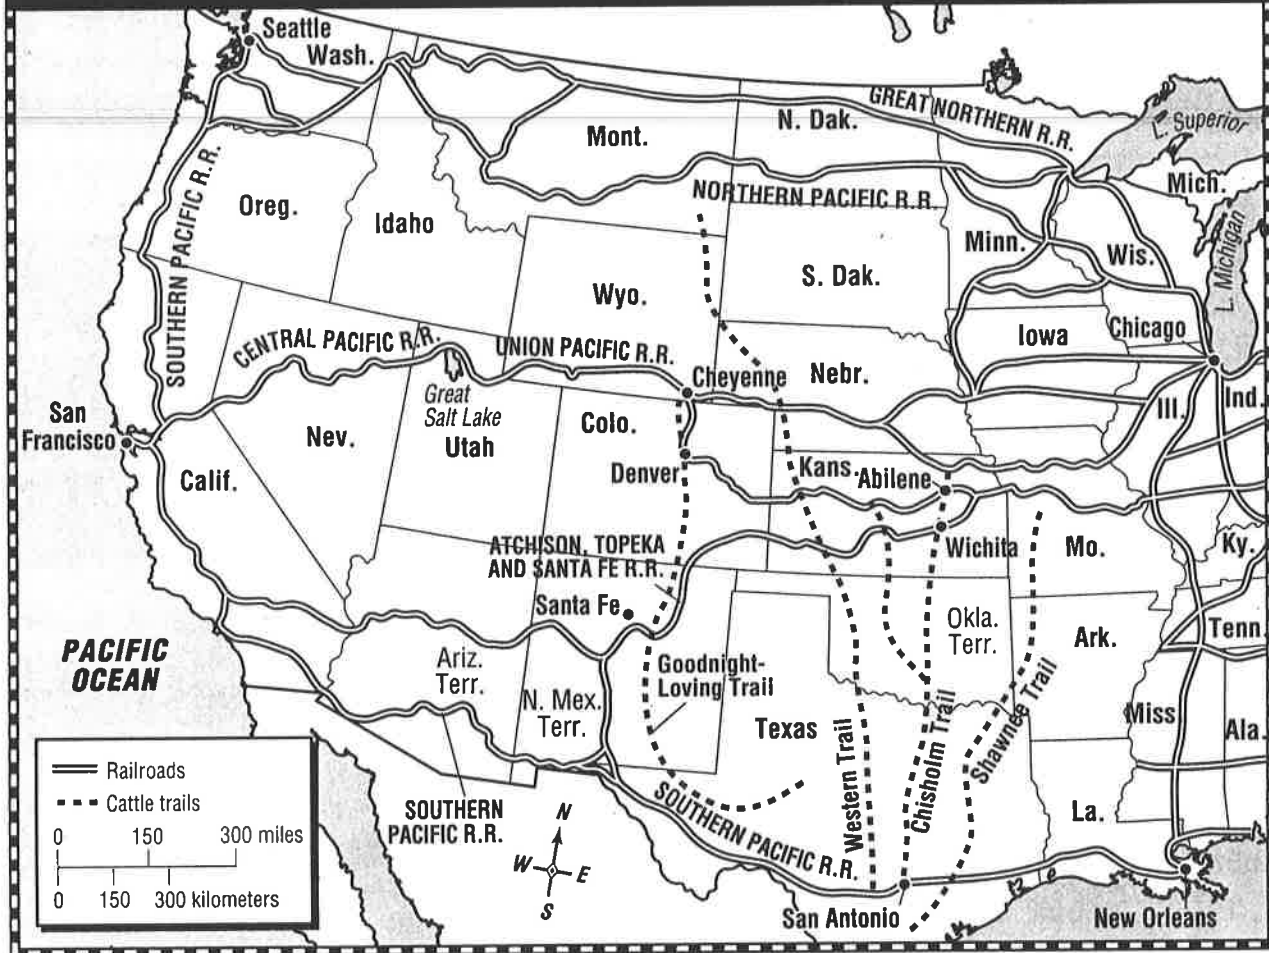 Seattle
Wash.
GREAT NORTHERN R.R.
L. Superior
Mont.
N. Dak.
Mich.
SOUTHERN PACIFIC R.R.
Oreg.
Idaho
NORTHERN PACIFIC R.R.
L. Michigan
Minn.
Wis.
S. Dak.
Wyo.
CENTRAL PACIFIC R.R.
UNION PACIFIC R.R.
Iowa
Chicago
Cheyenne
Nebr.
Great
Salt Lake
San
Francisco
Nev.
Utah
Colo.
Ill.
Ind.
Calif.
Denver
Kans.
Abilene
ATCHISON, TOPEKA
AND SANTA FE R.R.
Wichita
Mo.
Ky.
Santa Fe
Okla.
Terr.
Ark.
Tenn.
PACIFIC
OCEAN
Ariz.
Terr.
N. Mex.
Terr.
Goodnight-
Loving Trail
Texas
Western Trail
Chisholm Trail
Shawnee Trail
Miss
Ala.
Railroads
Cattle trails
0 150 300 miles
0 150 300 kilometers
SOUTHERN
PACIFIC R.R.
N
W E
S
SOUTHERN PACIFIC R.R.
La.
San Antonio
New Orleans